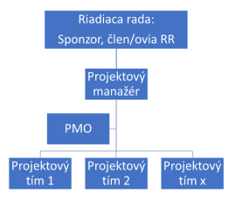 Riadiaca rada:
Sponzor, člen/ovia RR
Projektový
manažér
PMO
Projektový
tím 1
Projektový
tím 2
Projektový
tím x